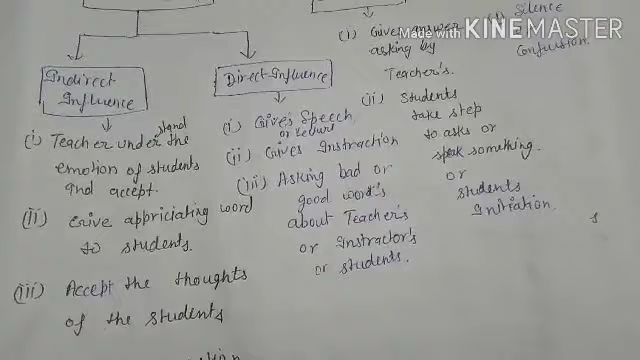 Indirect
Influence
(i) Teacher understand the
emotion of students
and accept.
(ii) Give appriciating word
to students.
(iii) Accept the thoughts
of the students
Direct Influence
(i) Give's Speech
or lecture
(ii) Gives Instraction
(iii) Asking bad or
good word's
about Teacher's
or Instructor's
or students.
(i) Given answer
asking by
Teacher's.
(ii) Students
take step
to asks or
speak something.
or
students
Initiation.
(i) Silence
Confusion.
Made with KINEMASTER